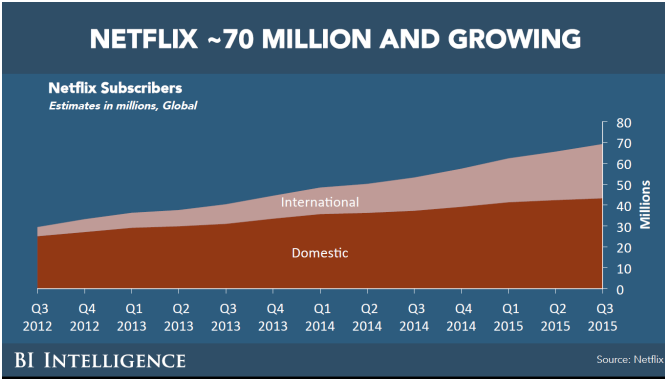 NETFLIX ~70 MILLION AND GROWING
Netflix Subscribers
Estimates in millions, Global
80
70
60
50
40
30
20
10
0
Millions
International
Domestic
Q3 Q4 Q1 Q2 Q3 Q4 Q1 Q2 Q3 Q4 Q1 Q2 Q3
2012 2012 2013 2013 2013 2013 2014 2014 2014 2014 2015 2015 2015
BI INTELLIGENCE
Source: Netflix